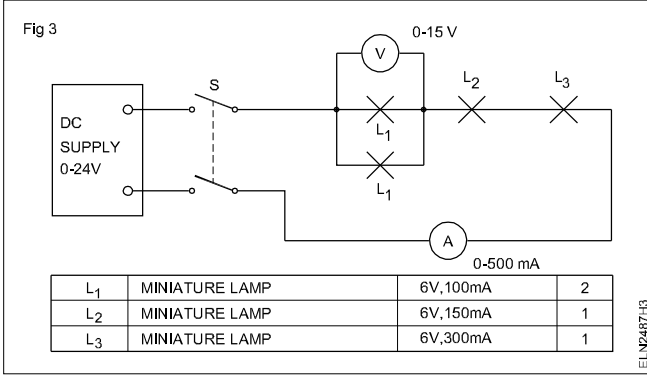 Fig 3
0-15 V
V
S
L2
L3
L1
DC
SUPPLY
0-24V
L1
A
0-500 mA
L1 MINIATURE LAMP 6V,100mA 2
L2 MINIATURE LAMP 6V,150mA 1
L3 MINIATURE LAMP 6V,300mA 1
ELN2487H3